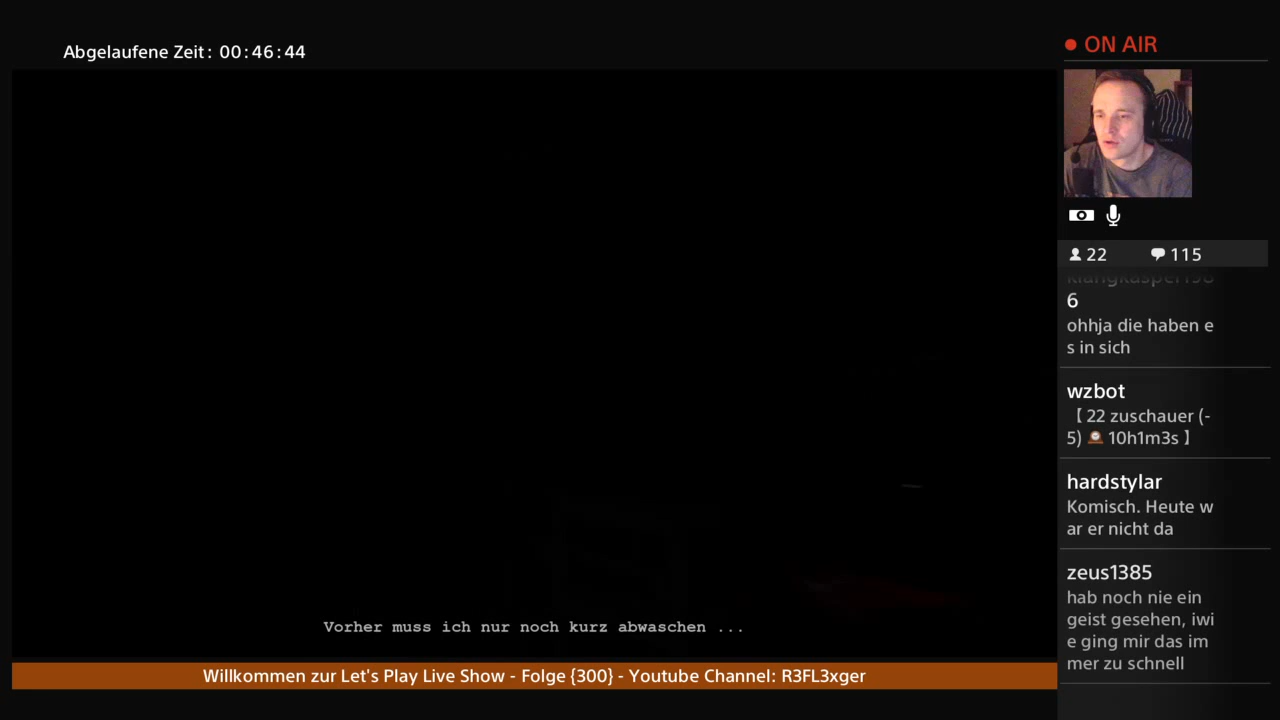 Abgelaufene Zeit: 00:46:44
ON AIR
22 115
6
ohhja die haben e
s in sich
wzbot
【 22 zuschauer (-
5) 🕰 10h1m3s 】
hardstylar
Komisch. Heute w
ar er nicht da
zeus1385
hab noch nie ein
geist gesehen, iwi
e ging mir das im
mer zu schnell
Vorher muss ich nur noch kurz abwaschen ...
Willkommen zur Let's Play Live Show - Folge {300} - Youtube Channel: R3FL3xger